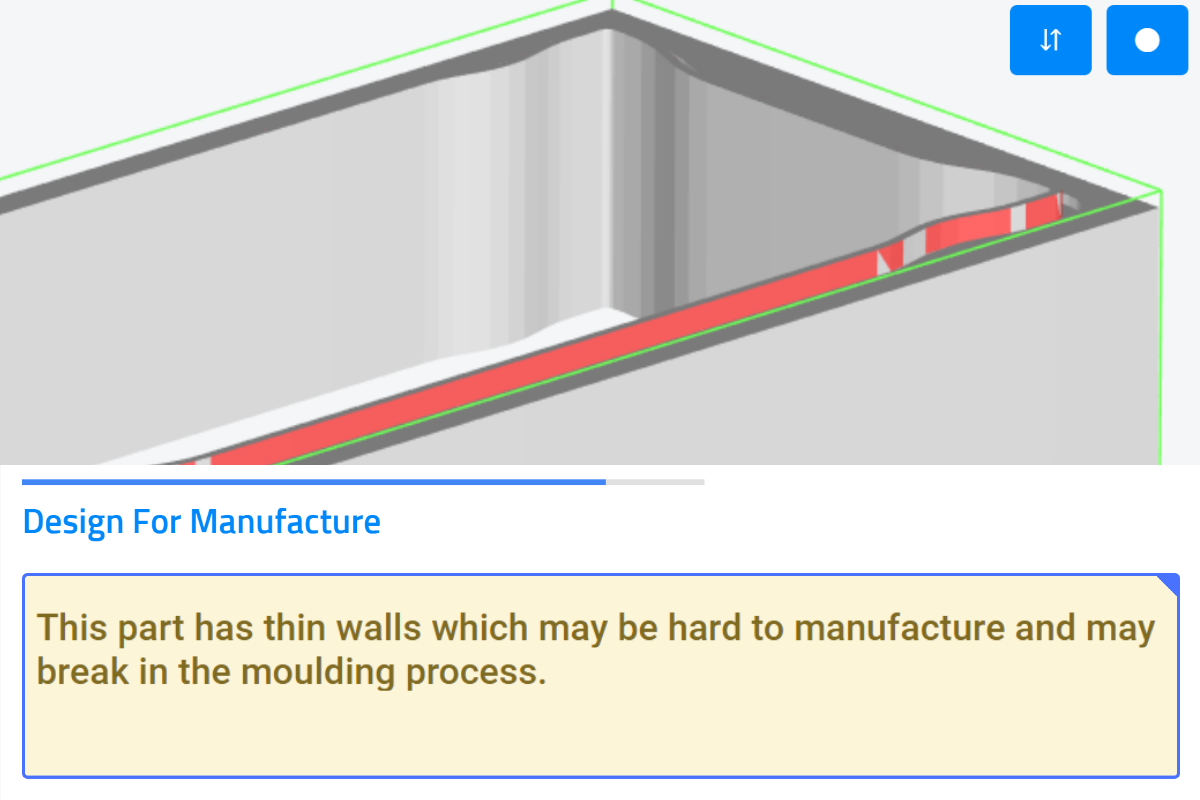 Design For Manufacture
This part has thin walls which may be hard to manufacture and may
break in the moulding process.